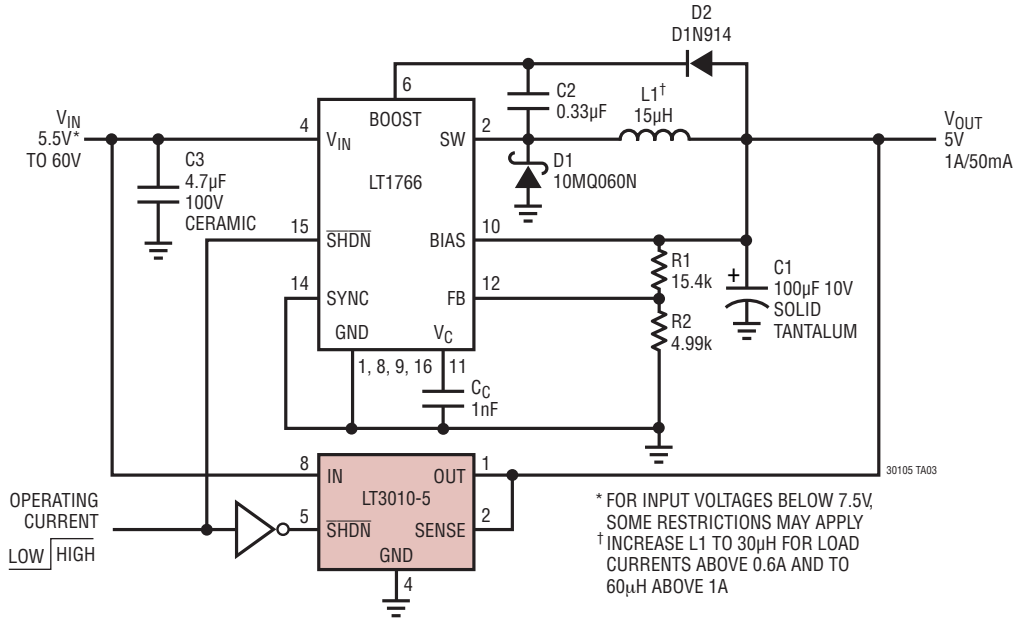 D2
D1N914
6
C2
0.33µF
L1†
15µH
VIN
5.5V*
TO 60V
4
BOOST
VIN
SW
2
VOUT
5V
1A/50mA
C3
4.7µF
100V
CERAMIC
LT1766
D1
10MQ060N
15
SHDN
BIAS
10
R1
15.4k
14
SYNC
FB
12
+
C1
100µF 10V
SOLID
TANTALUM
R2
4.99k
GND
VC
1, 8, 9, 16
11
CC
1nF
8
IN
OUT
1
30105 TA03
LT3010-5
OPERATING
CURRENT
LOW HIGH
5
SHDN
SENSE
2
GND
4
* FOR INPUT VOLTAGES BELOW 7.5V,
SOME RESTRICTIONS MAY APPLY
† INCREASE L1 TO 30µH FOR LOAD
CURRENTS ABOVE 0.6A AND TO
60µH ABOVE 1A